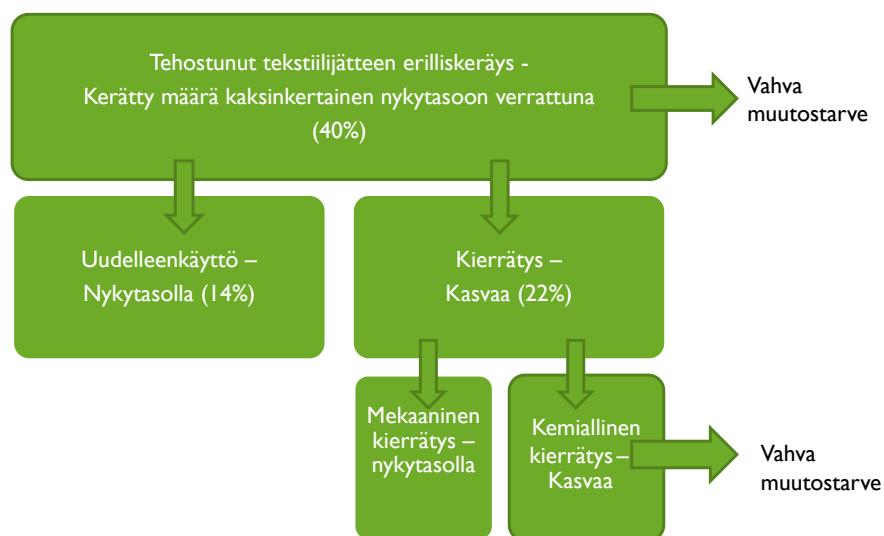 Tehostunut tekstiilijätteen erilliskeräys -
Kerätty määrä kaksinkertainen nykytasoon verrattuna
(40%)
Vahva
muutostarve
Uudelleenkäyttö –
Nykytasolla (14%)
Kierrätys –
Kasvaa (22%)
Mekaaninen
kierrätys –
nykytasolla
Kemiallinen
kierrätys –
Kasvaa
Vahva
muutostarve